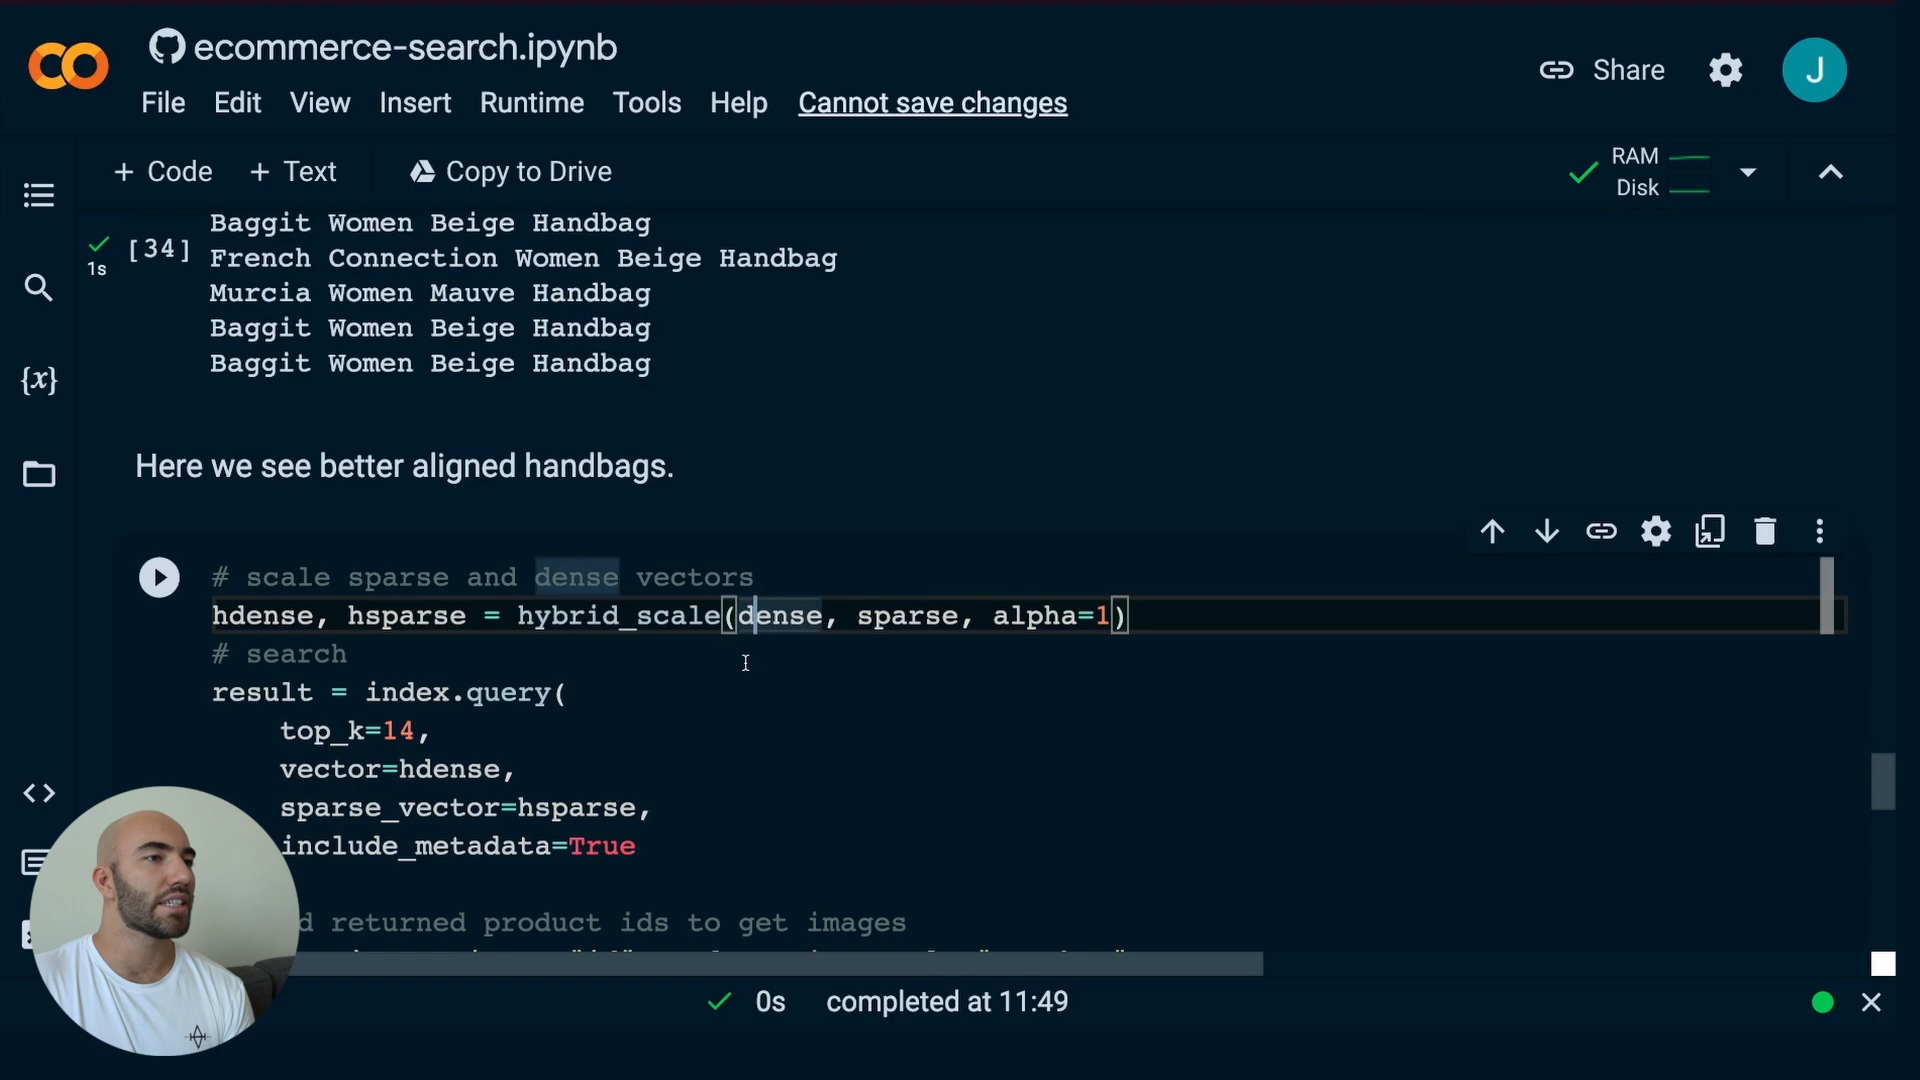 ecommerce-search.ipynb
Share
J
File Edit View Insert Runtime Tools Help Cannot save changes
+ Code + Text Copy to Drive
RAM
Disk
Baggit Women Beige Handbag
[34]
1s
French Connection Women Beige Handbag
Murcia Women Mauve Handbag
Baggit Women Beige Handbag
Baggit Women Beige Handbag
{x}
Here we see better aligned handbags.
# scale sparse and dense vectors
hdense, hsparse = hybrid_scale(dense, sparse, alpha=1)
# search
result = index.query(
top_k=14,
vector=hdense,
sparse_vector=hsparse,
include_metadata=True
returned product ids to get images
0s completed at 11:49